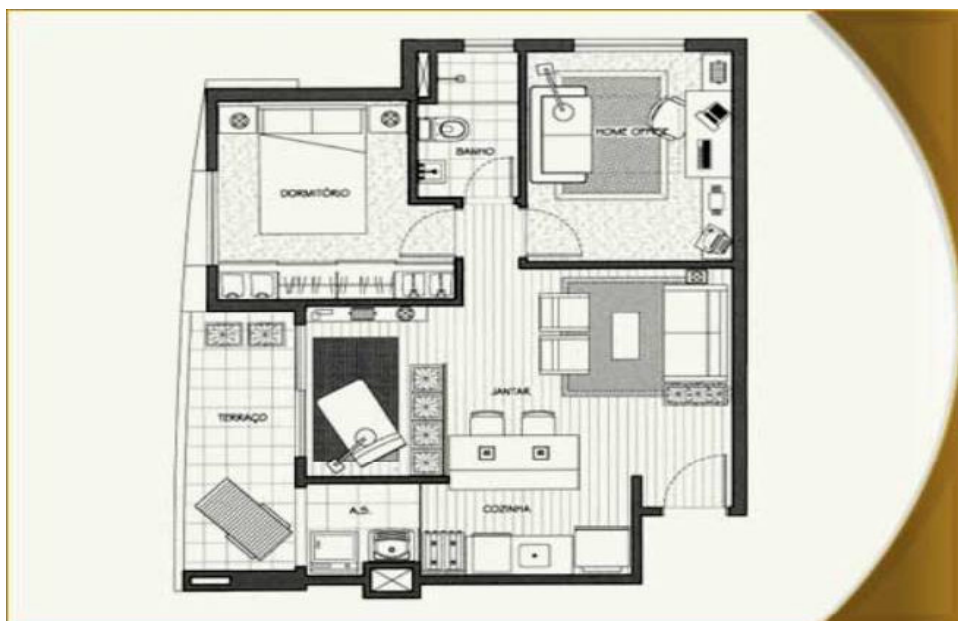 BANHO
HOME OFFICE
DORMITÓRIO
JANTAR
TERRAÇO
A.S.
COZINHA